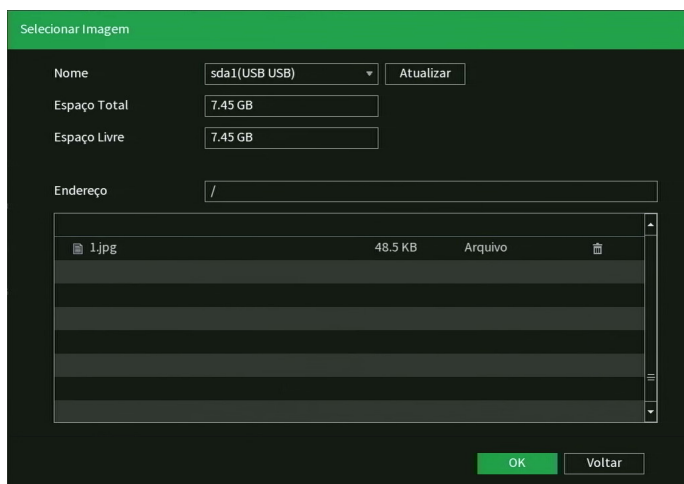 Selecionar Imagem
Nome sda1(USB USB) Atualizar
Espaço Total 7.45 GB
Espaço Livre 7.45 GB
Endereço /
1.jpg 48.5 KB Arquivo
OK Voltar